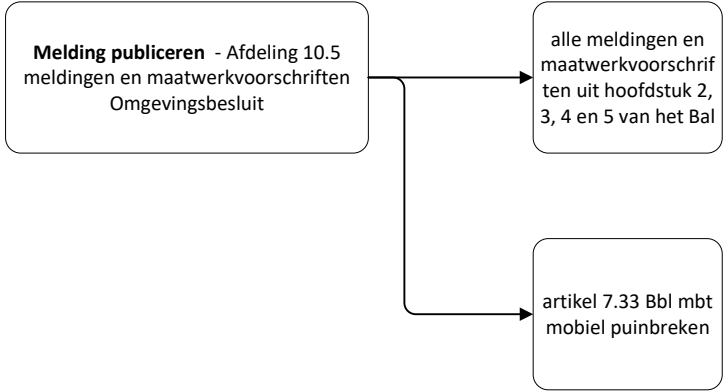 Melding publiceren - Afdeling 10.5
meldingen en maatwerkvoorschriften
Omgevingsbesluit
alle meldingen en
maatwerkvoorschrif
ten uit hoofdstuk 2,
3, 4 en 5 van het Bal
artikel 7.33 Bbl mbt
mobiel puinbreken